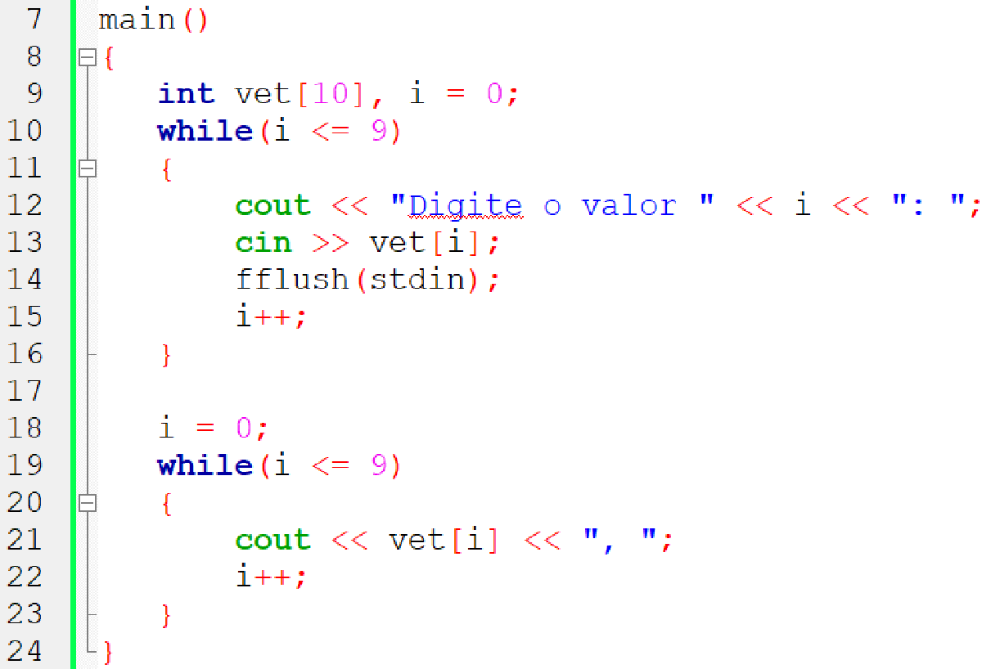 7 main()
8 {
9 int vet[10], i = 0;
10 while(i <= 9)
11 {
12 cout << "Digite o valor " << i << ": ";
13 cin >> vet[i];
14 fflush(stdin);
15 i++;
16 }
17
18 i = 0;
19 while(i <= 9)
20 {
21 cout << vet[i] << ", ";
22 i++;
23 }
24 }